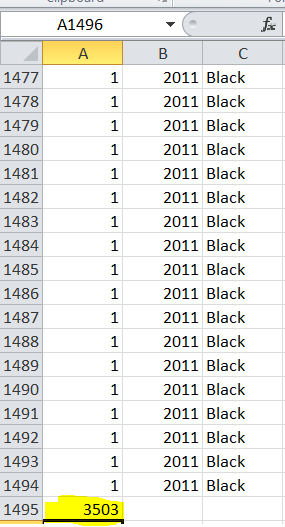 Clipboard
A1496 fx
A B C
1477 1 2011 Black
1478 1 2011 Black
1479 1 2011 Black
1480 1 2011 Black
1481 1 2011 Black
1482 1 2011 Black
1483 1 2011 Black
1484 1 2011 Black
1485 1 2011 Black
1486 1 2011 Black
1487 1 2011 Black
1488 1 2011 Black
1489 1 2011 Black
1490 1 2011 Black
1491 1 2011 Black
1492 1 2011 Black
1493 1 2011 Black
1494 1 2011 Black
1495 3503